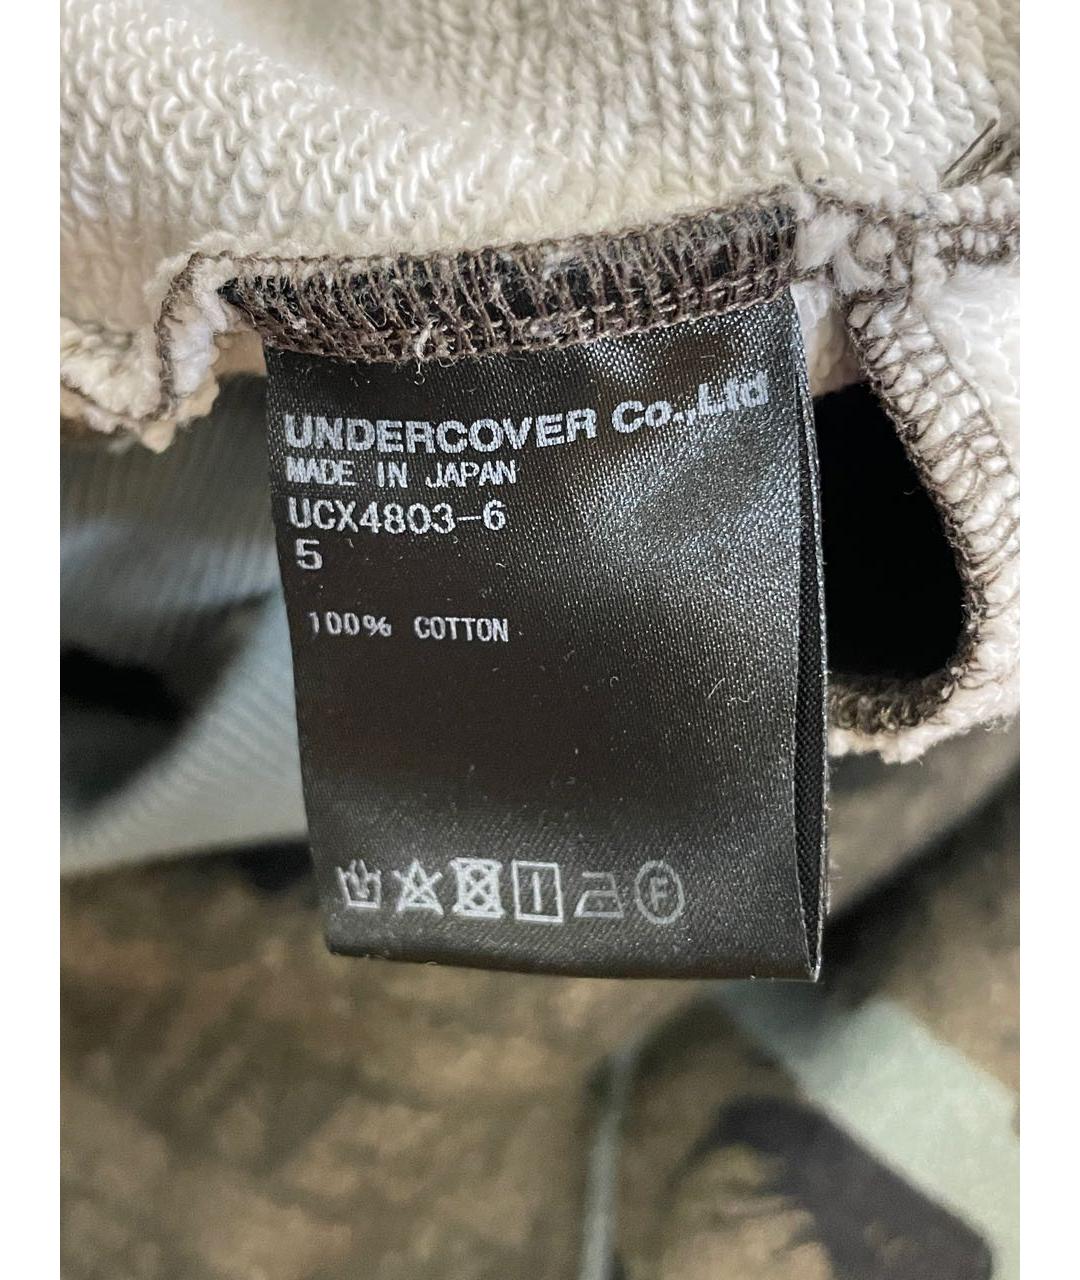 UNDERCOVER Co.,Ltd
MADE IN JAPAN
UCX4803-6
5
100% COTTON
F